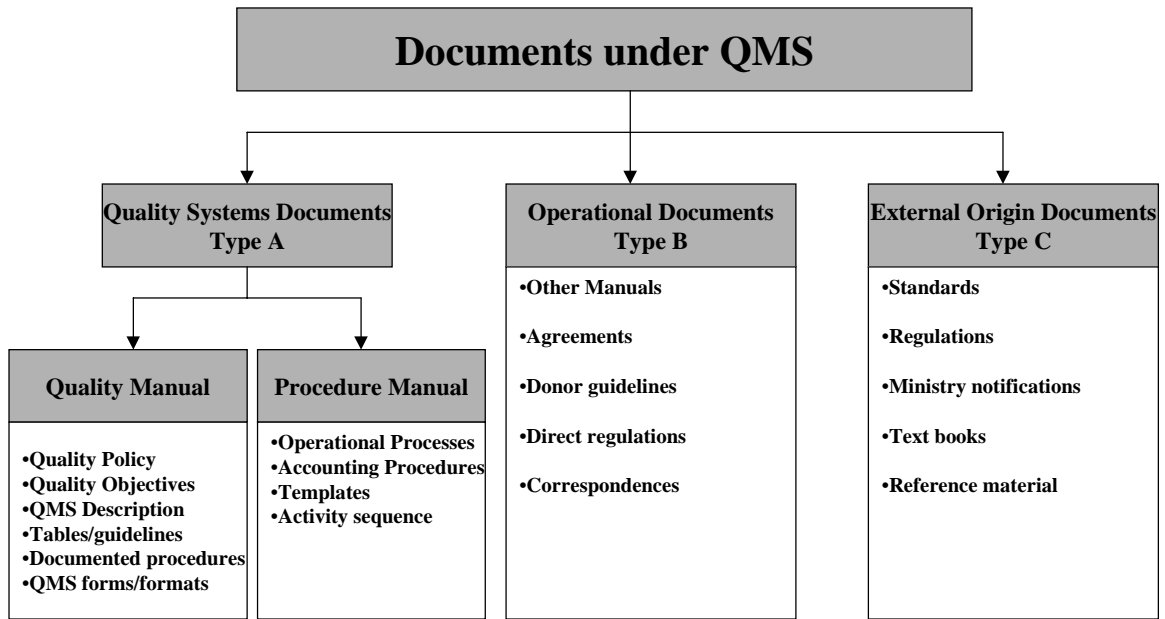 Documents under QMS
Quality Systems Documents
Type A
Operational Documents
Type B
External Origin Documents
Type C
Quality Manual
•Quality Policy
•Quality Objectives
•QMS Description
•Tables/guidelines
•Documented procedures
•QMS forms/formats
Procedure Manual
•Operational Processes
•Accounting Procedures
•Templates
•Activity sequence
•Other Manuals
•Agreements
•Donor guidelines
•Direct regulations
•Correspondences
•Standards
•Regulations
•Ministry notifications
•Text books
•Reference material